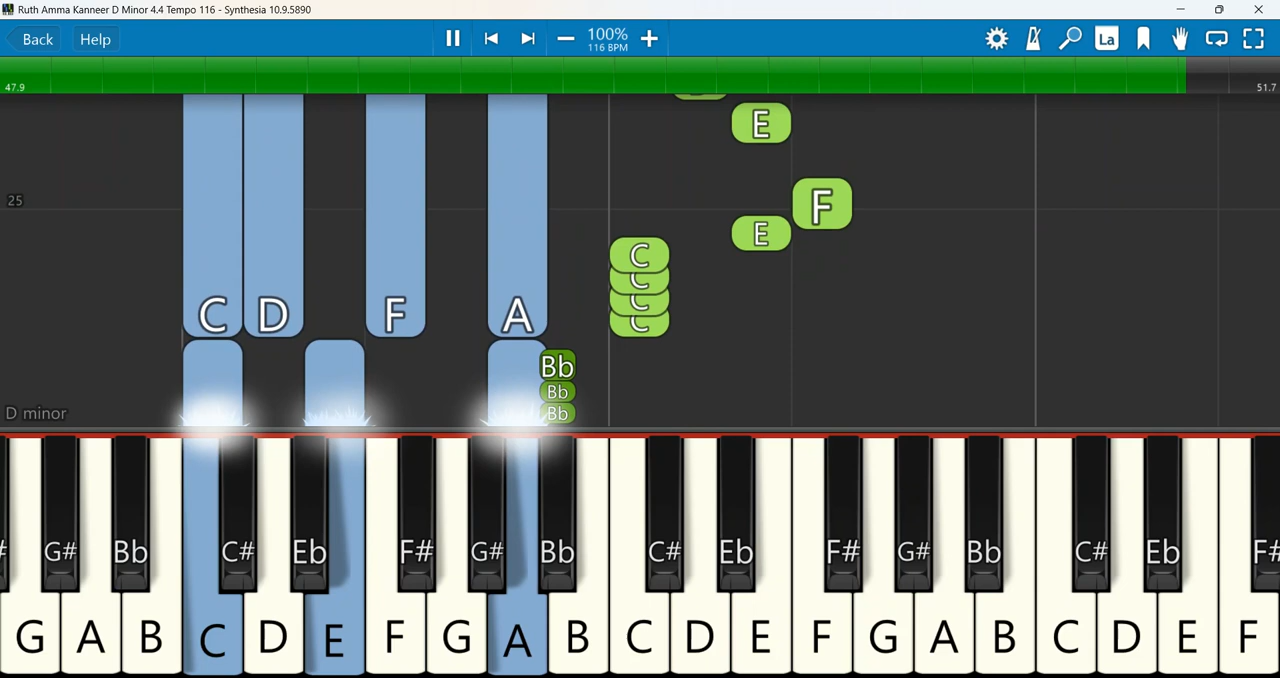 Ruth Amma Kanneer D Minor 4.4 Tempo 116 - Synthesia 10.9.5890
Back Help 100% La
116 BPM
47.9 51.7
E
25 F
E
C
C
C
C D F A C
Bb
Bb
D minor Bb
G# Bb C# Eb F# G# Bb C# Eb F# G# Bb C# Eb F#
G A B C D E F G A B C D E F G A B C D E F